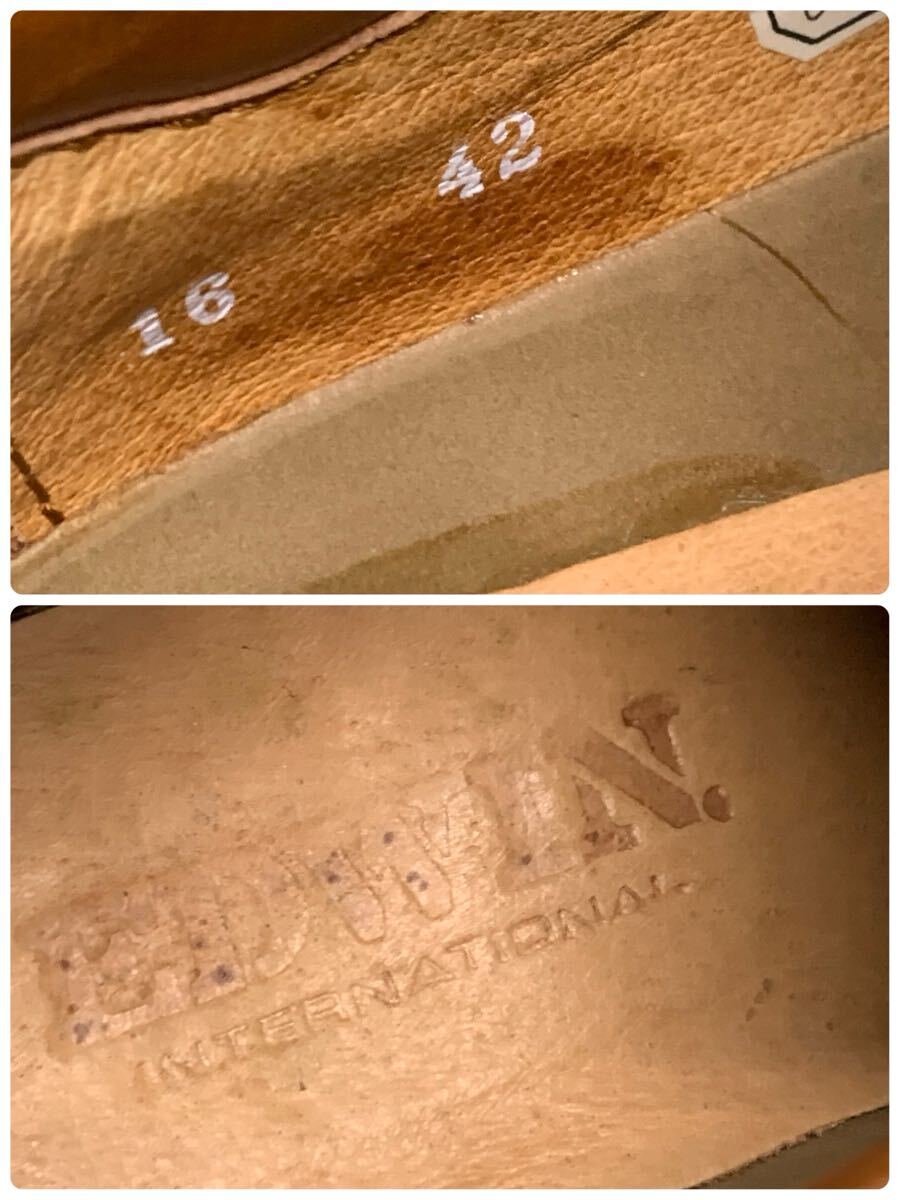 42
16
EDWIN.
INTERNATIONAL